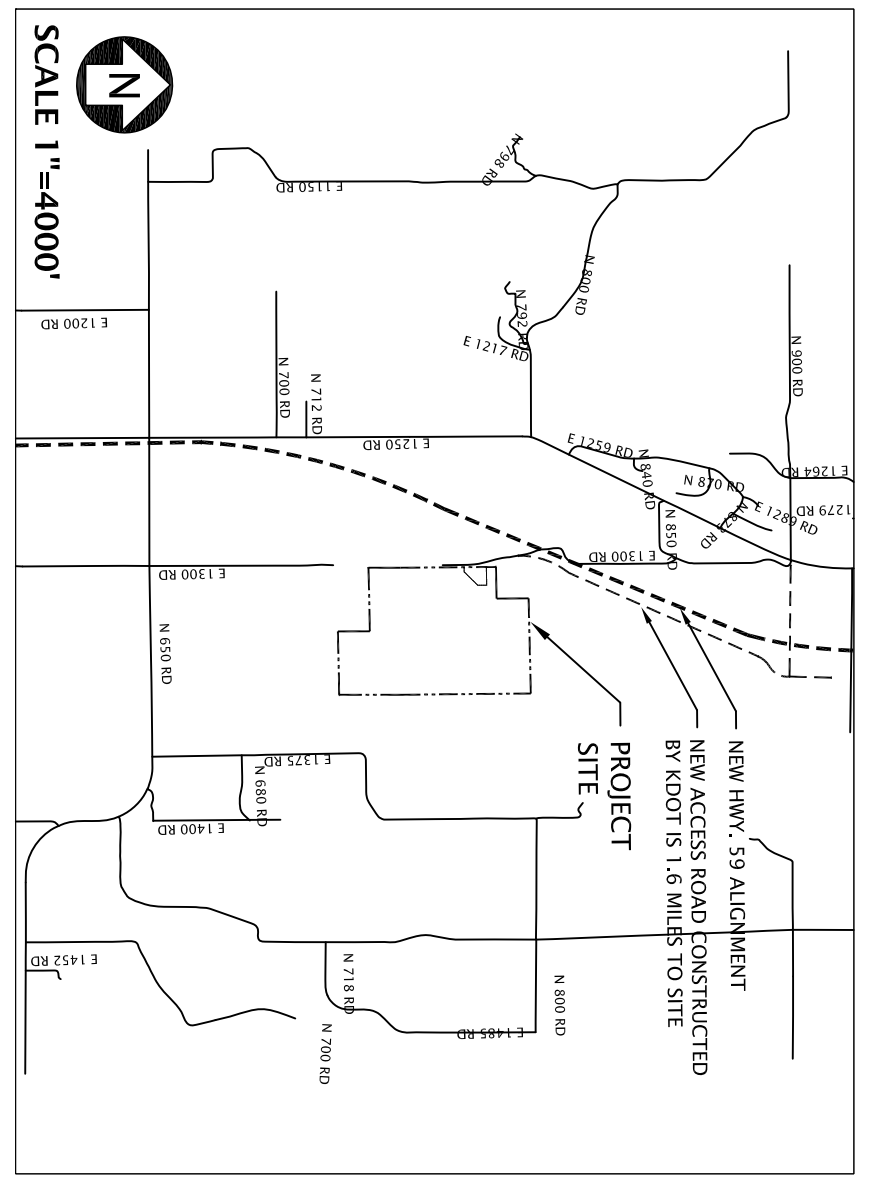 N
SCALE 1"=4000'
N 798 RD
E 1150 RD
N 800 RD
N 792 RD
E 1217 RD
E 1200 RD
N 700 RD
N 712 RD
N 900 RD
E 1250 RD
E 1259 RD
N 840 RD
N 870 RD
E 1264 RD
1279 RD
E 1289 RD
N 872 RD
N 850 RD
E 1300 RD
E 1300 RD
N 650 RD
PROJECT
SITE
NEW HWY. 59 ALIGNMENT
NEW ACCESS ROAD CONSTRUCTED
BY KDOT IS 1.6 MILES TO SITE
E 1375 RD
N 680 RD
E 1400 RD
E 1452 RD
N 718 RD
N 700 RD
N 800 RD
E 1485 RD